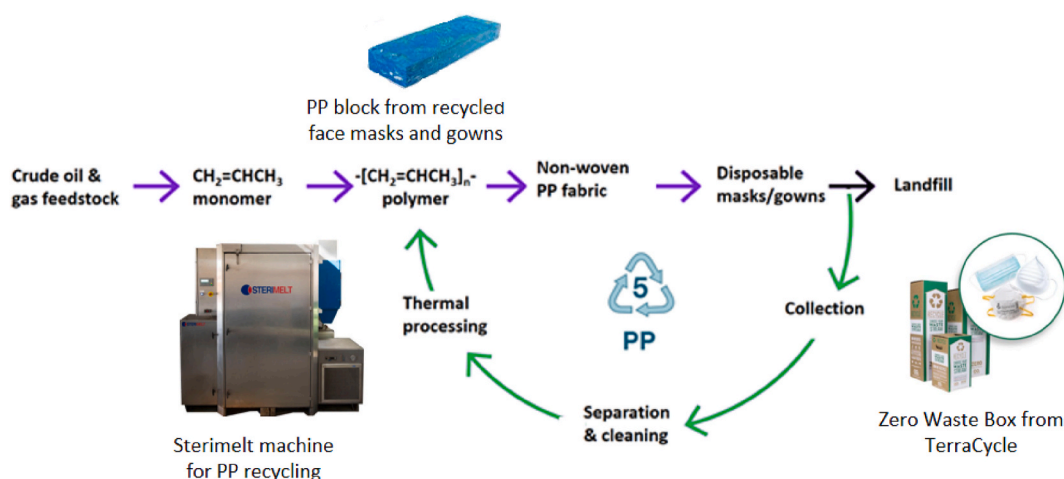 PP block from recycled
face masks and gowns
Crude oil &
gas feedstock
CH₂=CHCH₃
monomer
-[CH₂=CHCH₃]ₙ-
polymer
Non-woven
PP fabric
Disposable
masks/gowns
Landfill
STERIMELT
Thermal
processing
5
PP
Collection
Separation
& cleaning
Sterimelt machine
for PP recycling
Zero Waste Box from
TerraCycle